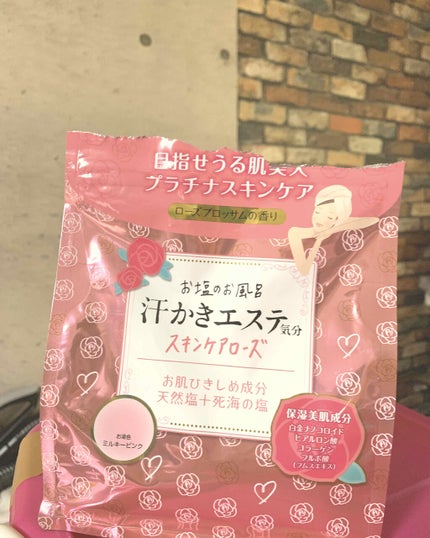 目指せうる肌美人
プラチナスキンケア
ローズブロッサムの香り
お塩のお風呂
汗かきエステ気分
スキンケアローズ
お肌ひきしめ成分
天然塩+死海の塩
お湯色
ミルキーピンク
保湿美肌成分
白金ナノコロイド
ヒアルロン酸
コラーゲン
フルボ酸
(フムスエキス)